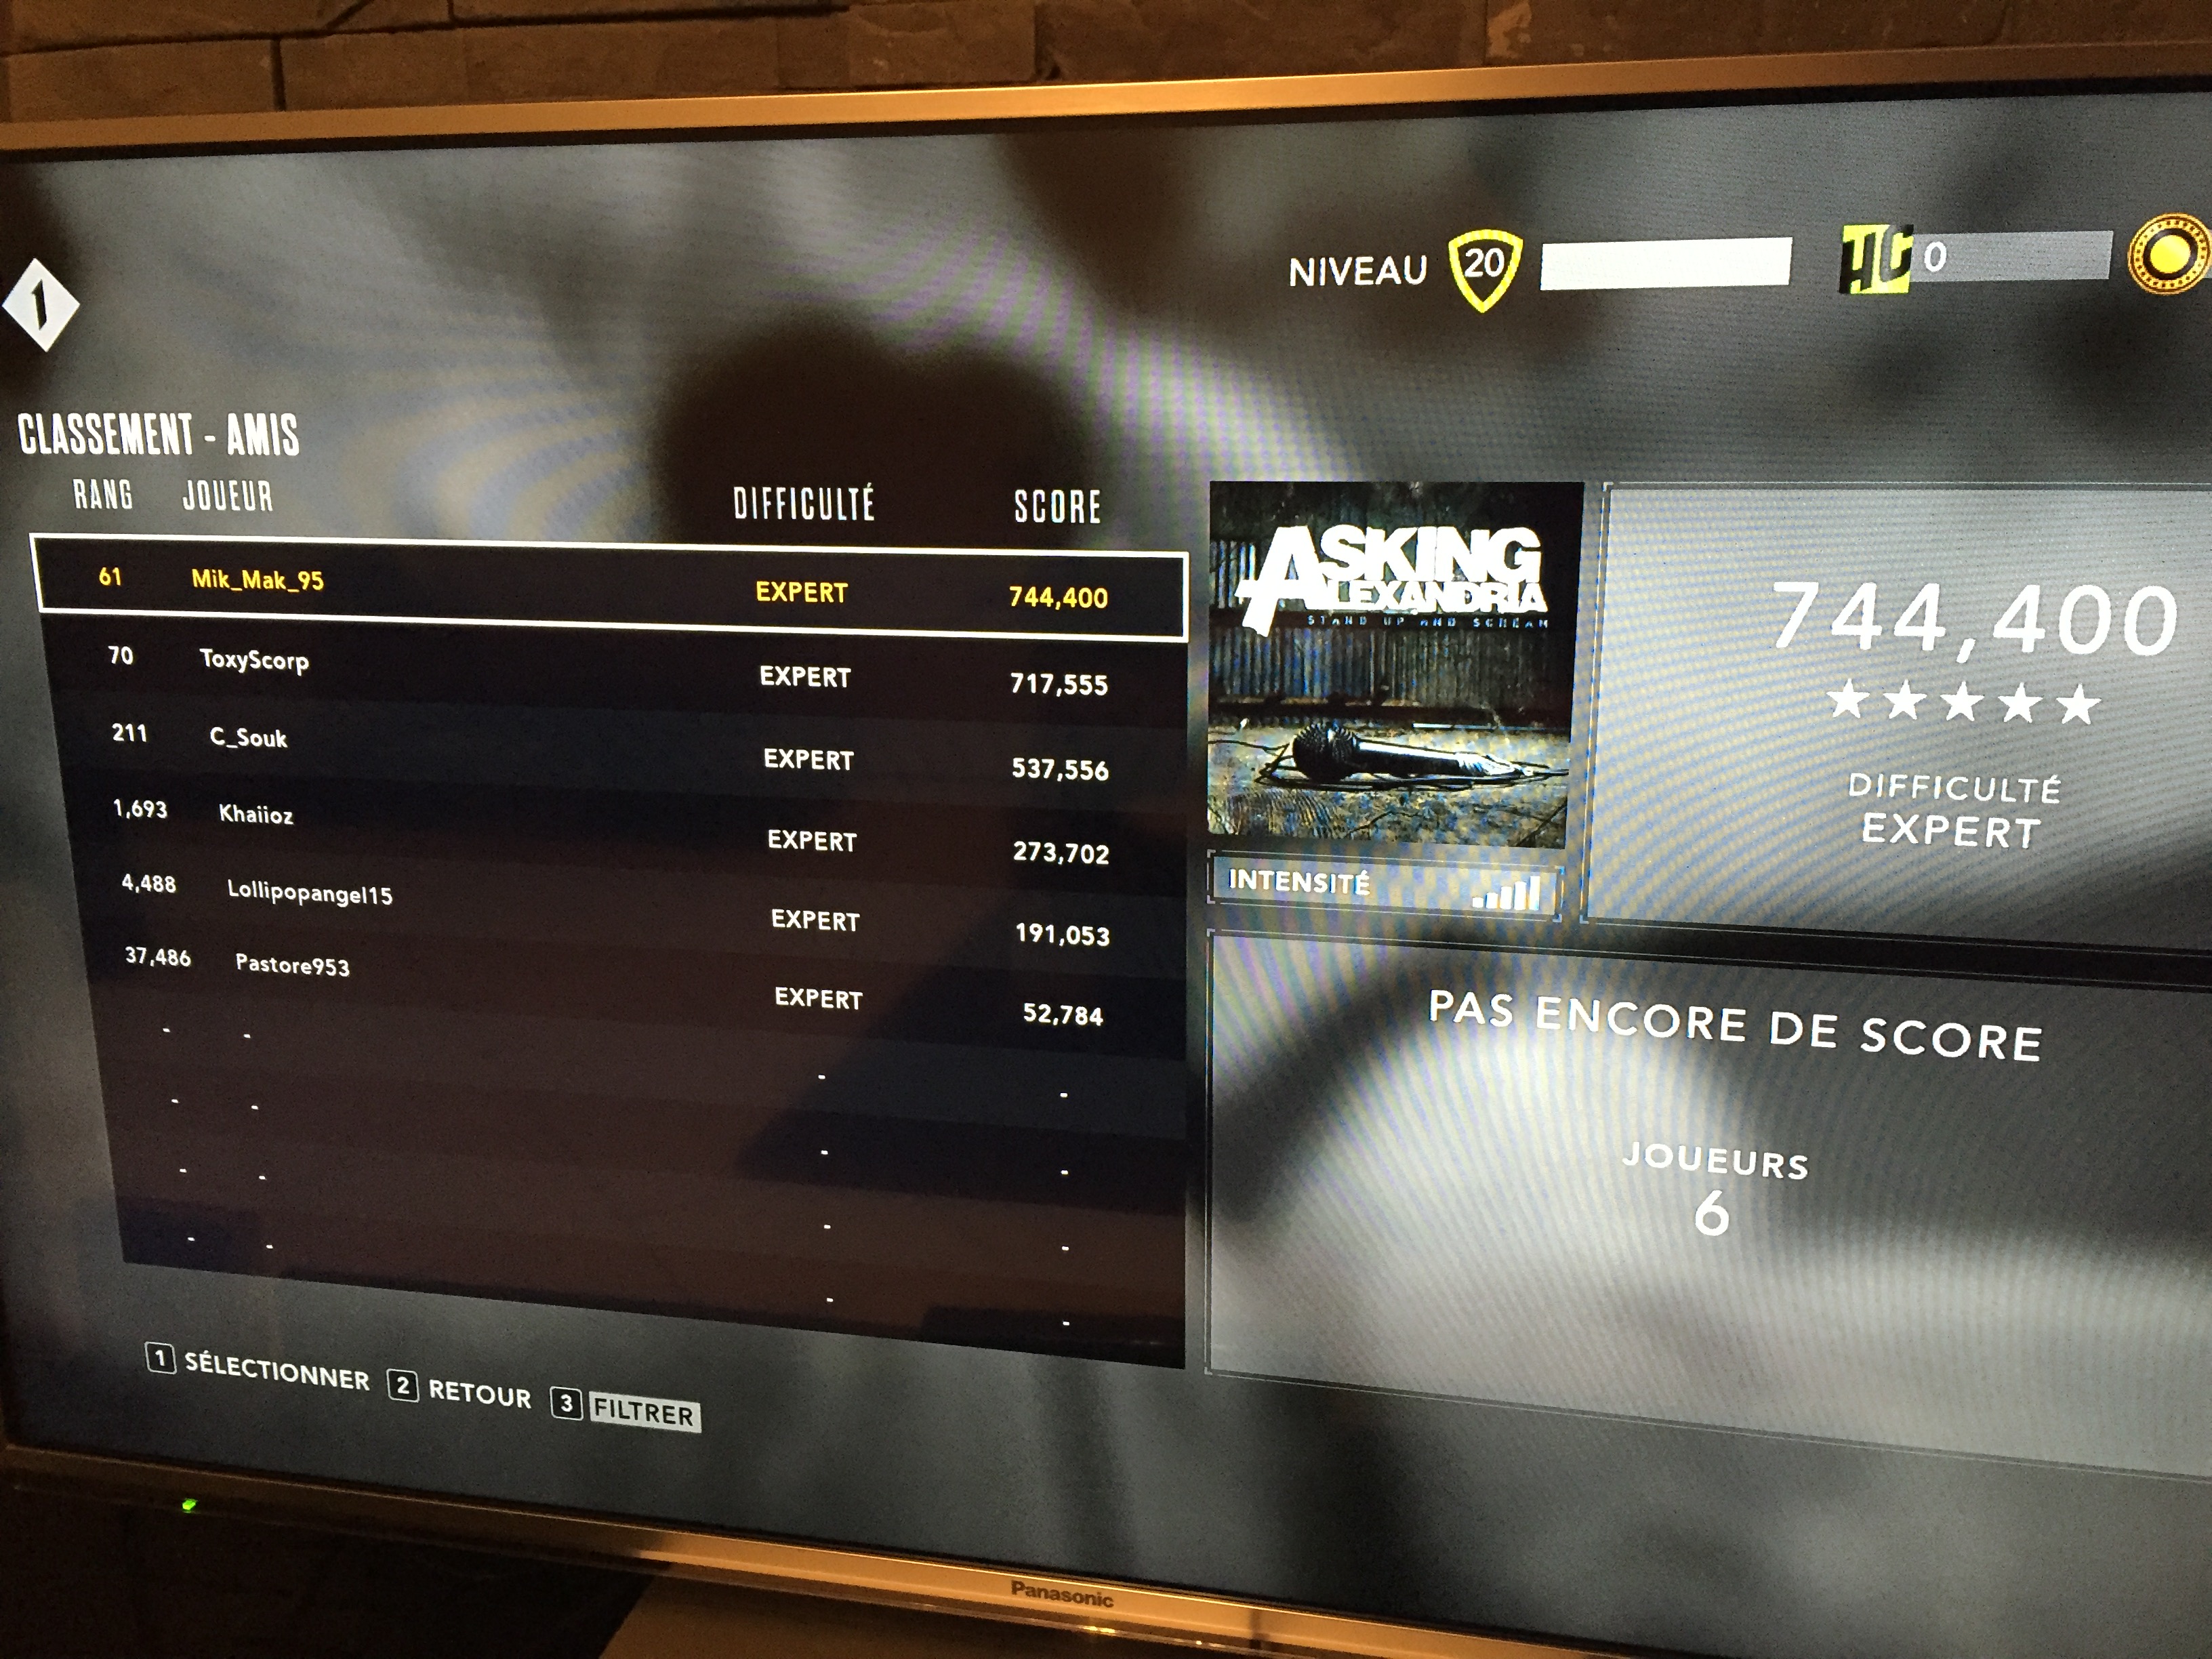 NIVEAU 20
0
1
CLASSEMENT - AMIS
RANG JOUEUR DIFFICULTÉ SCORE
61 Mik_Mak_95 EXPERT 744,400
70 ToxyScorp EXPERT 717,555
211 C_Souk EXPERT 537,556
1,693 Khaiioz EXPERT 273,702
4,488 Lollipopangel15 EXPERT 191,053
37,486 Pastore953 EXPERT 52,784
- - - -
- - - -
- - - -
- - - -
ASKING
ALEXANDRIA
STAND UP AND SCREAM
INTENSITÉ
744,400
★★★★★
DIFFICULTÉ
EXPERT
PAS ENCORE DE SCORE
JOUEURS
6
1 SÉLECTIONNER 2 RETOUR 3 FILTRER
Panasonic